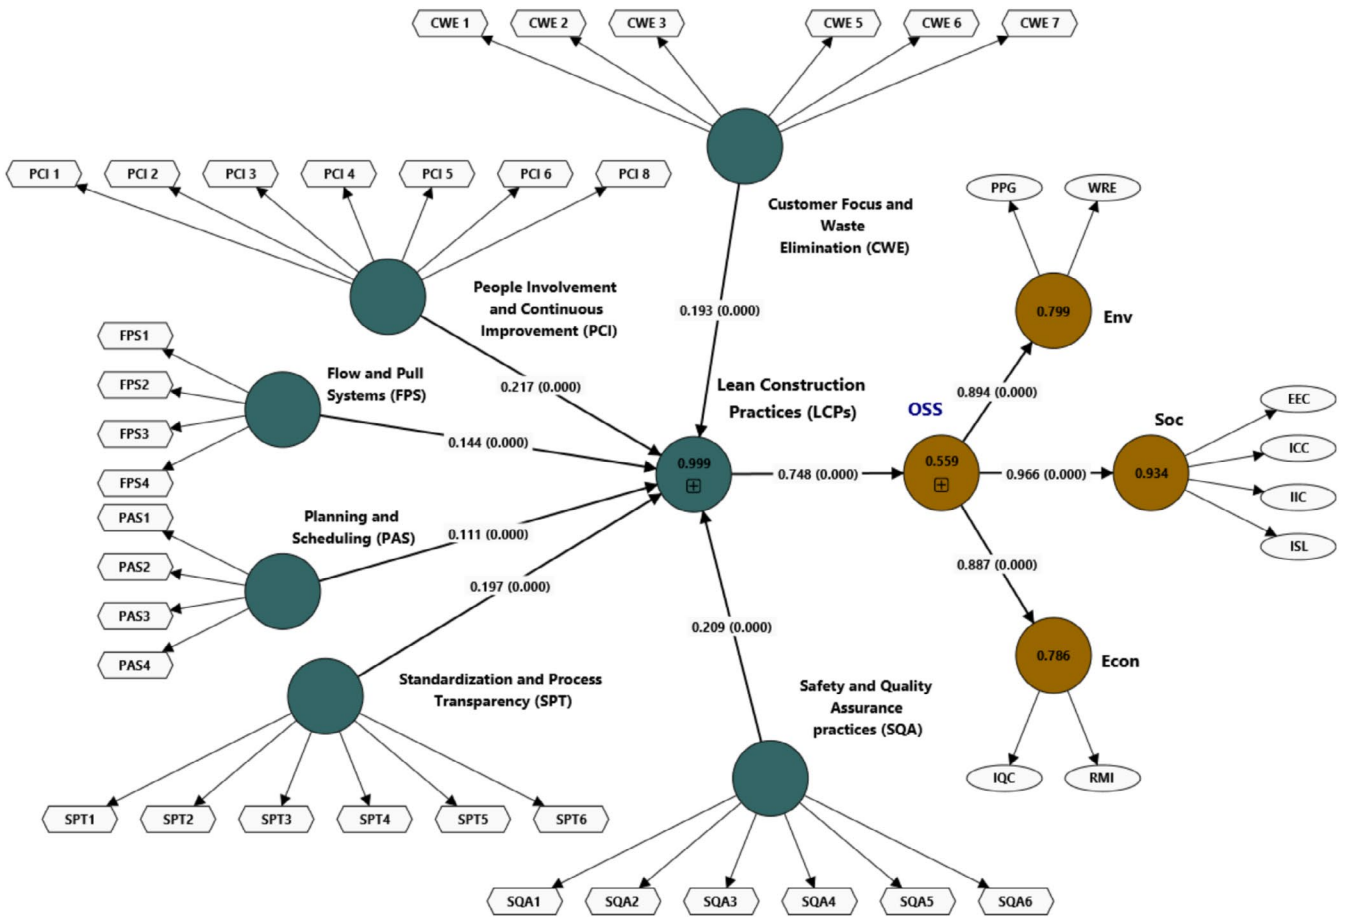 CWE 1
CWE 2
CWE 3
CWE 5
CWE 6
CWE 7
PCI 1
PCI 2
PCI 3
PCI 4
PCI 5
PCI 6
PCI 8
PPG
WRE
Customer Focus and
Waste
Elimination (CWE)
People Involvement
and Continuous
Improvement (PCI)
0.193 (0.000)
0.799
Env
FPS1
FPS2
FPS3
FPS4
Flow and Pull
Systems (FPS)
0.217 (0.000)
Lean Construction
Practices (LCPs)
0.894 (0.000)
OSS
Soc
EEC
ICC
IIC
ISL
0.144 (0.000)
0.999
0.748 (0.000)
0.559
0.966 (0.000)
0.934
PAS1
PAS2
PAS3
PAS4
Planning and
Scheduling (PAS)
0.111 (0.000)
0.197 (0.000)
0.887 (0.000)
0.209 (0.000)
0.786
Econ
Standardization and Process
Transparency (SPT)
Safety and Quality
Assurance
practices (SQA)
IQC
RMI
SPT1
SPT2
SPT3
SPT4
SPT5
SPT6
SQA1
SQA2
SQA3
SQA4
SQA5
SQA6